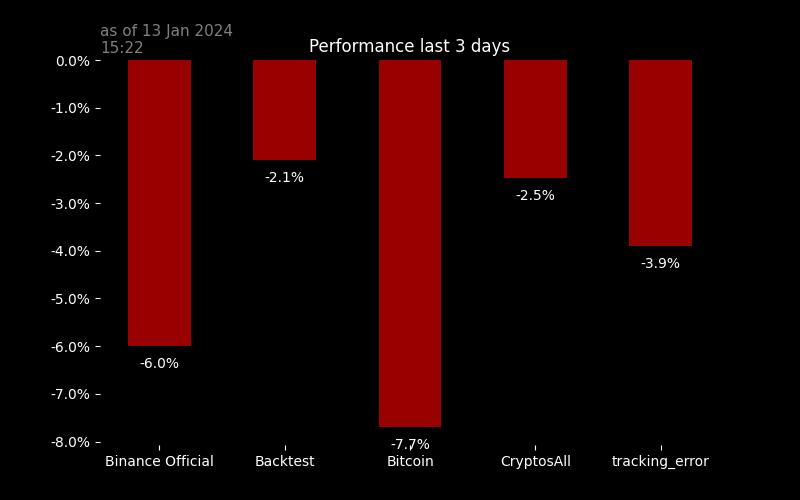 as of 13 Jan 2024
15:22
Performance last 3 days
0.0%
-1.0%
-2.0%
-3.0%
-4.0%
-5.0%
-6.0%
-7.0%
-8.0%
-6.0%
-2.1%
-7.7%
-2.5%
-3.9%
Binance Official
Backtest
Bitcoin
CryptosAll
tracking_error